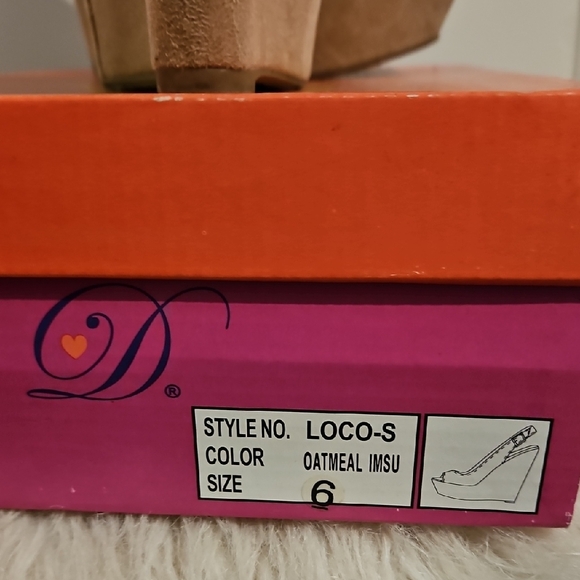 D ®
STYLE NO. LOCO-S
COLOR OATMEAL IMSU
SIZE 6